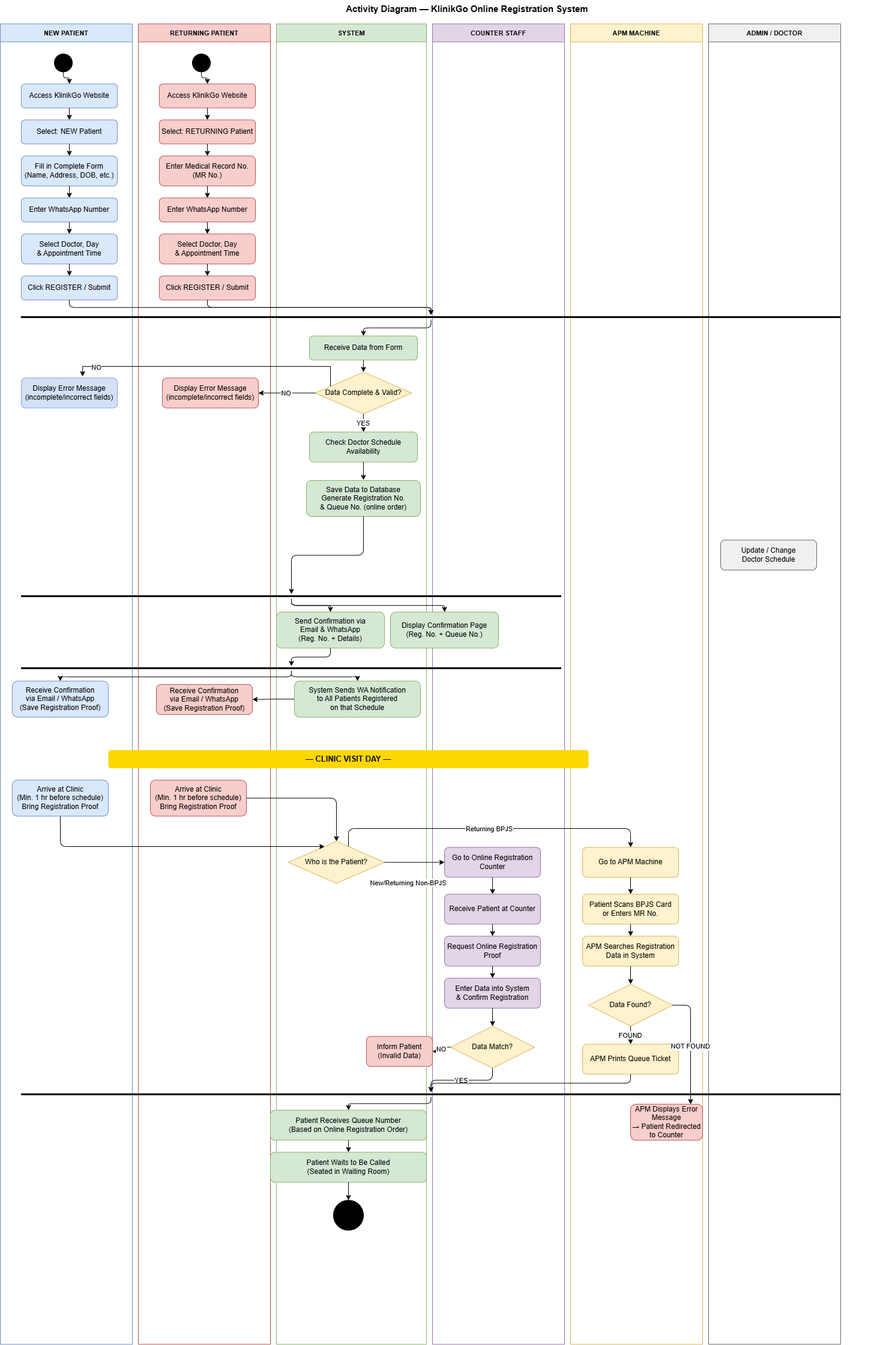 Activity Diagram — KlinikGo Online Registration System
NEW PATIENT
RETURNING PATIENT
SYSTEM
COUNTER STAFF
APM MACHINE
ADMIN / DOCTOR
Access KlinikGo Website
Access KlinikGo Website
Select: NEW Patient
Select: RETURNING Patient
Fill in Complete Form
(Name, Address, DOB, etc.)
Enter Medical Record No.
(MR No.)
Enter WhatsApp Number
Enter WhatsApp Number
Select Doctor, Day
& Appointment Time
Select Doctor, Day
& Appointment Time
Click REGISTER / Submit
Click REGISTER / Submit
Receive Data from Form
NO
Display Error Message
(incomplete/incorrect fields)
Display Error Message
(incomplete/incorrect fields)
NO
Data Complete & Valid?
YES
Check Doctor Schedule
Availability
Save Data to Database
Generate Registration No.
& Queue No. (online order)
Update / Change
Doctor Schedule
Send Confirmation via
Email & WhatsApp
(Reg. No. + Details)
Display Confirmation Page
(Reg. No. + Queue No.)
Receive Confirmation
via Email / WhatsApp
(Save Registration Proof)
Receive Confirmation
via Email / WhatsApp
(Save Registration Proof)
System Sends WA Notification
to All Patients Registered
on that Schedule
— CLINIC VISIT DAY —
Arrive at Clinic
(Min. 1 hr before schedule)
Bring Registration Proof
Arrive at Clinic
(Min. 1 hr before schedule)
Bring Registration Proof
Returning BPJS
Who is the Patient?
New/Returning Non-BPJS
Go to Online Registration
Counter
Go to APM Machine
Receive Patient at Counter
Patient Scans BPJS Card
or Enters MR No.
Request Online Registration
Proof
APM Searches Registration
Data in System
Enter Data into System
& Confirm Registration
Data Found?
FOUND
NOT FOUND
Inform Patient
(Invalid Data)
NO
Data Match?
APM Prints Queue Ticket
YES
Patient Receives Queue Number
(Based on Online Registration Order)
APM Displays Error
Message
→ Patient Redirected
to Counter
Patient Waits to Be Called
(Seated in Waiting Room)